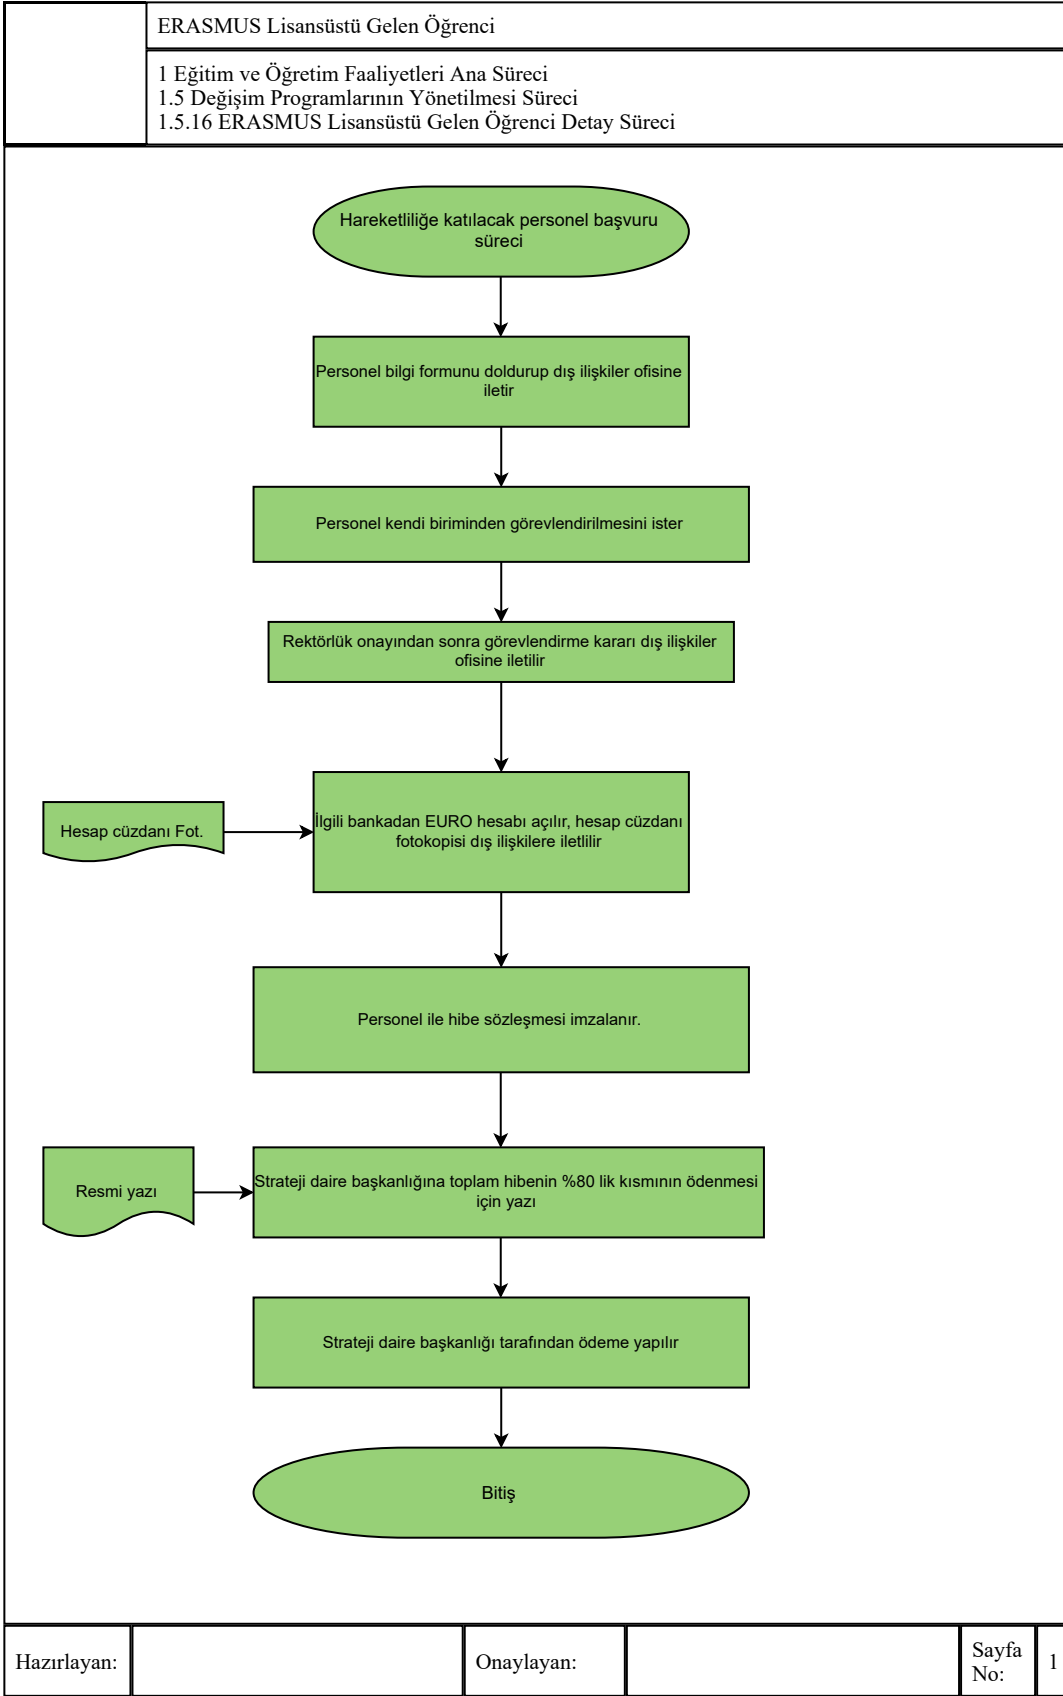 ERASMUS Lisansüstü Gelen Öğrenci
1 Eğitim ve Öğretim Faaliyetleri Ana Süreci
1.5 Değişim Programlarının Yönetilmesi Süreci
1.5.16 ERASMUS Lisansüstü Gelen Öğrenci Detay Süreci
Hareketliliğe katılacak personel başvuru
süreci
Personel bilgi formunu doldurup dış ilişkiler ofisine
iletir
Personel kendi biriminden görevlendirilmesini ister
Rektörlük onayından sonra görevlendirme kararı dış ilişkiler
ofisine iletilir
Hesap cüzdanı Fot.
İlgili bankadan EURO hesabı açılır, hesap cüzdanı
fotokopisi dış ilişkilere iletlilir
Personel ile hibe sözleşmesi imzalanır.
Resmi yazı
Strateji daire başkanlığına toplam hibenin %80 lik kısmının ödenmesi
için yazı
Strateji daire başkanlığı tarafından ödeme yapılır
Bitiş
Hazırlayan:
Onaylayan:
Sayfa
No:
1